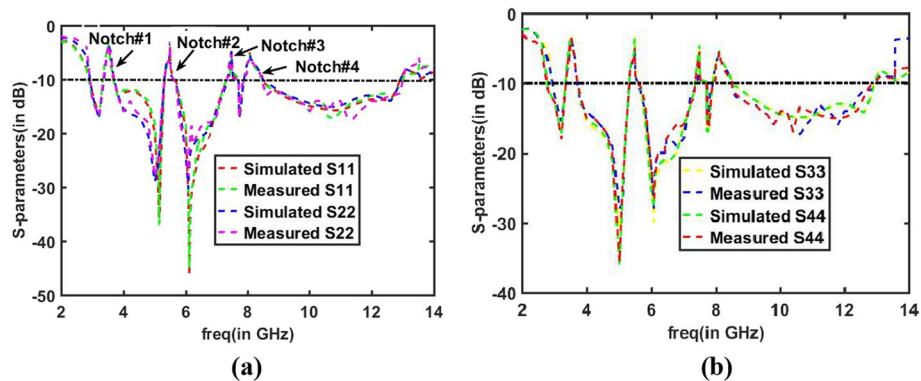 (a)
0
-10
-20
-30
-40
-50
S-parameters(in dB)
Notch#1
Notch#2
Notch#3
Notch#4
Simulated S11
Measured S11
Simulated S22
Measured S22
2 4 6 8 10 12 14
freq(in GHz)
(a)
b)
0
-10
-20
-30
-40
S-parameters(in dB)
Simulated S33
Measured S33
Simulated S44
Measured S44
2 4 6 8 10 12 14
freq(in GHz)
(b)